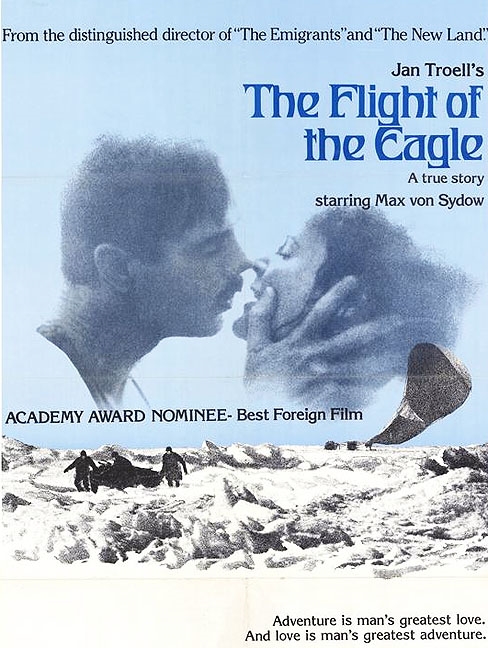 From the distinguished director of "The Emigrants" and "The New Land."
Jan Troell's
The Flight of
the Eagle
A true story
starring Max von Sydow
ACADEMY AWARD NOMINEE- Best Foreign Film
Adventure is man's greatest love.
And love is man's greatest adventure.